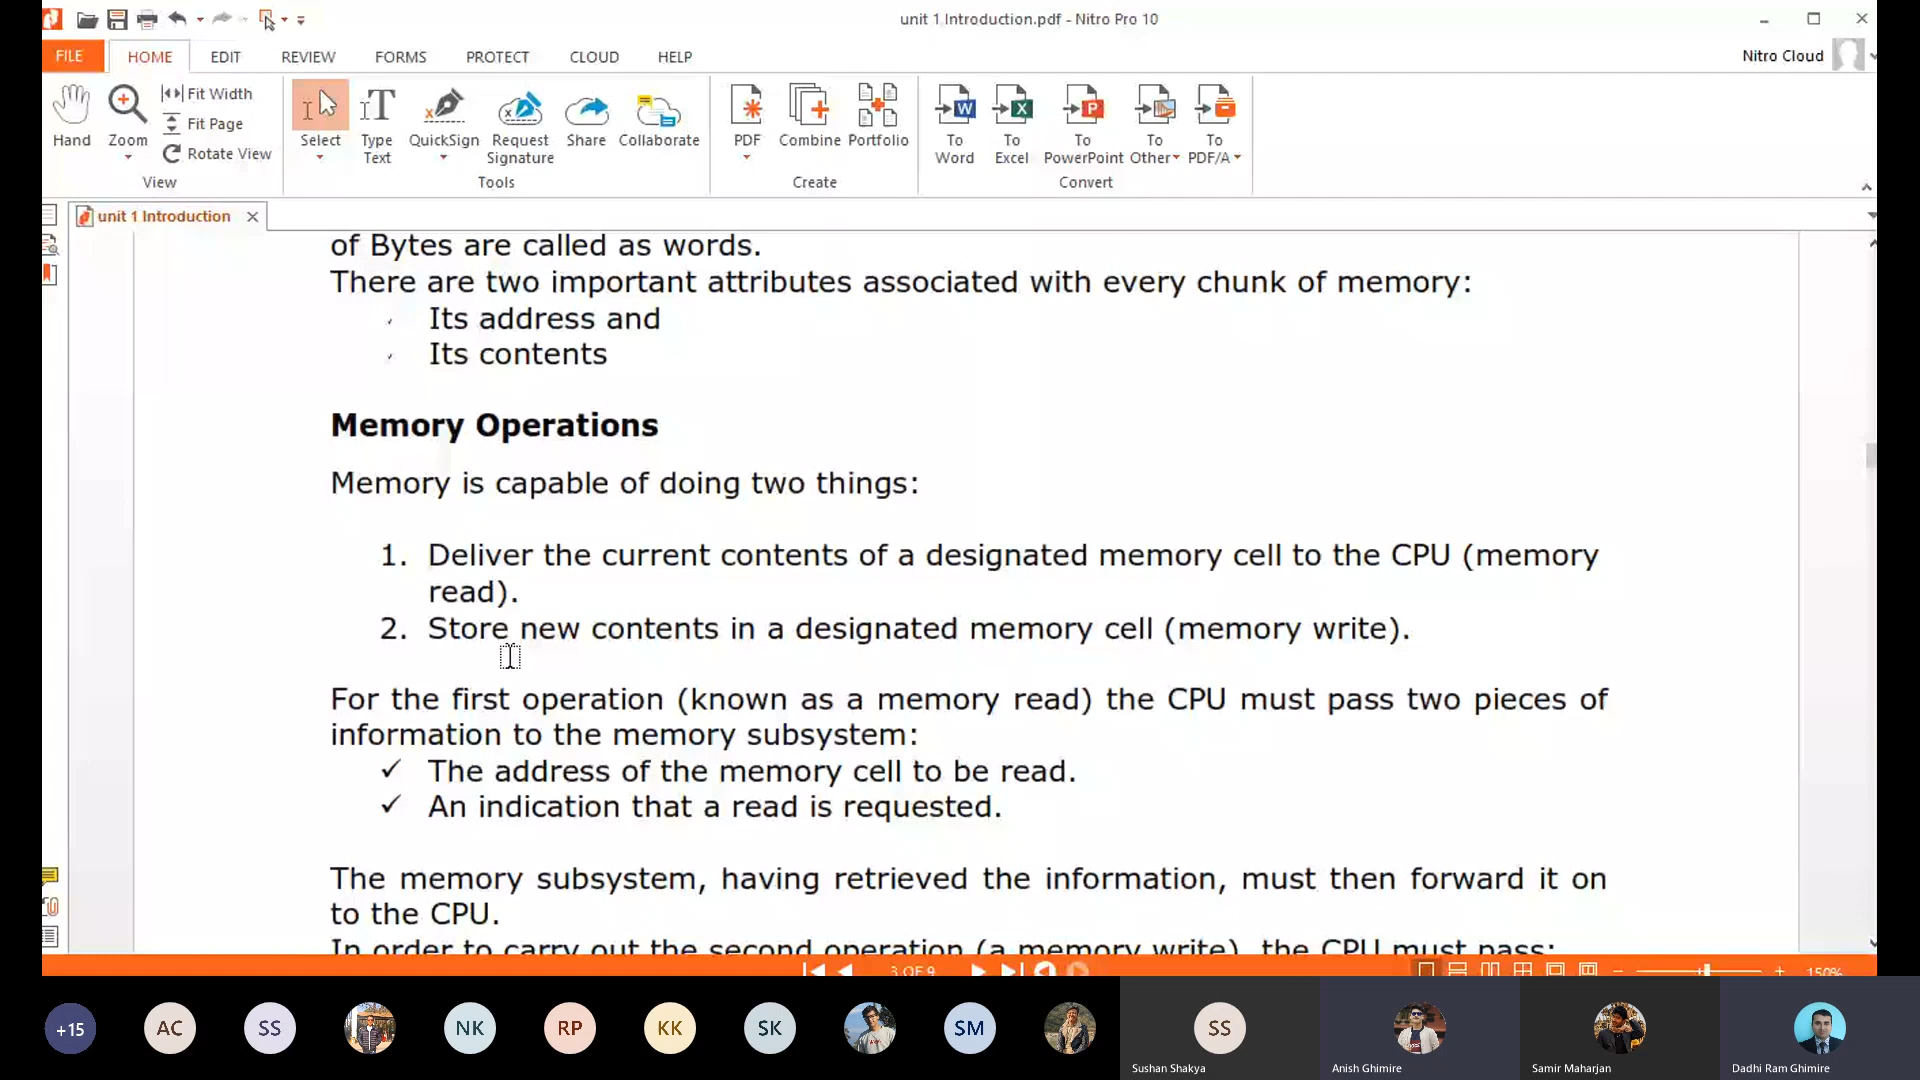 unit 1 Introduction.pdf - Nitro Pro 10
FILE HOME EDIT REVIEW FORMS PROTECT CLOUD HELP
Nitro Cloud
Hand
Zoom
Fit Width
Fit Page
Rotate View
View
Select
Type Text
QuickSign
Request Signature
Share
Collaborate
Tools
PDF
Combine
Portfolio
Create
To Word
To Excel
To PowerPoint
To Other
To PDF/A
Convert
unit 1 Introduction
of Bytes are called as words.
There are two important attributes associated with every chunk of memory:
Its address and
Its contents
Memory Operations
Memory is capable of doing two things:
1. Deliver the current contents of a designated memory cell to the CPU (memory
read).
2. Store new contents in a designated memory cell (memory write).
For the first operation (known as a memory read) the CPU must pass two pieces of
information to the memory subsystem:
✓ The address of the memory cell to be read.
✓ An indication that a read is requested.
The memory subsystem, having retrieved the information, must then forward it on
to the CPU.
In order to carry out the second operation (a memory write), the CPU must pass:
3 OF 9
150%
+15
AC
SS
NK
RP
KK
SK
SM
SS
Sushan Shakya
Anish Ghimire
Samir Maharjan
Dadhi Ram Ghimire